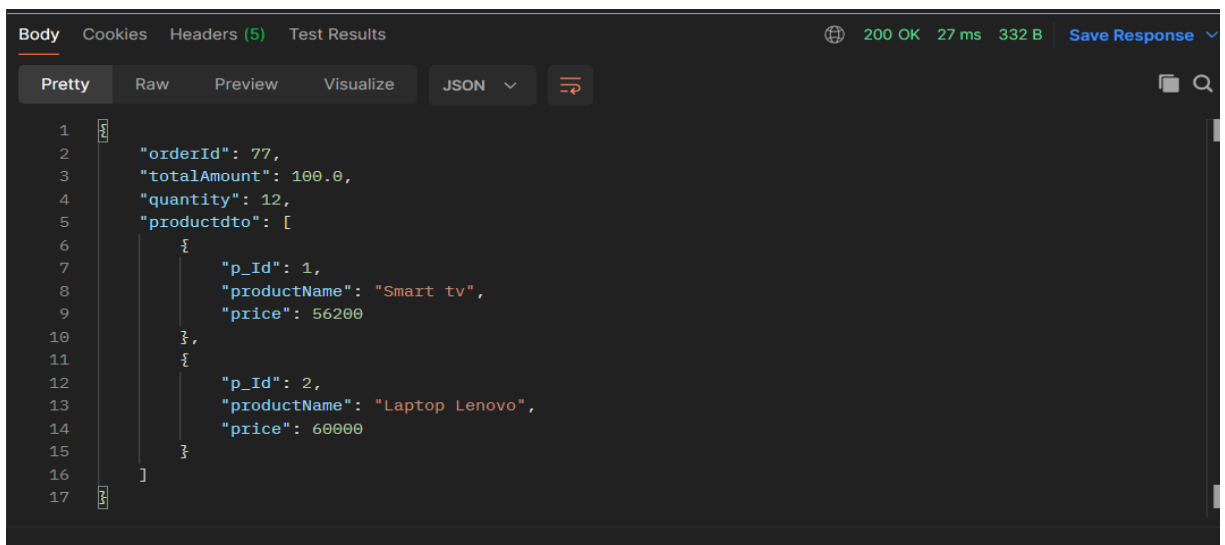 Body Cookies Headers (5) Test Results 200 OK 27 ms 332 B Save Response
Pretty Raw Preview Visualize JSON
1 {
2 "orderId": 77,
3 "totalAmount": 100.0,
4 "quantity": 12,
5 "productdto": [
6 {
7 "p_Id": 1,
8 "productName": "Smart tv",
9 "price": 56200
10 },
11 {
12 "p_Id": 2,
13 "productName": "Laptop Lenovo",
14 "price": 60000
15 }
16 ]
17 }